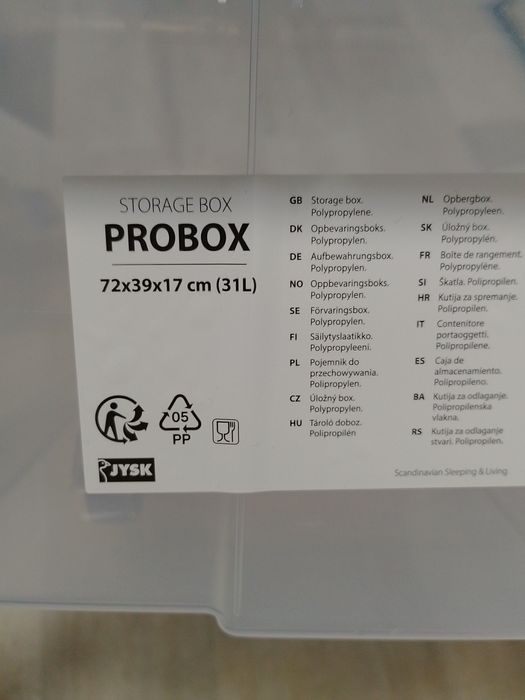 STORAGE BOX
PROBOX
72x39x17 cm (31L)
05
PP
JYSK
GB Storage box.
Polypropylene.
DK Opbevaringsboks.
Polypropylen.
DE Aufbewahrungsbox.
Polypropylen.
NO Oppbevaringsboks.
Polypropylen.
SE Förvaringsbox.
Polypropylen.
FI Säilytyslaatikko.
Polypropyleeni.
PL Pojemnik do
przechowywania.
Polipropylen.
CZ Úložný box.
Polypropylen.
HU Tároló doboz.
Polipropilén
NL Opbergbox.
Polypropyleen.
SK Úložný box.
Polypropylén.
FR Boîte de rangement.
Polypropylène.
SI Škatla. Polipropilen.
HR Kutija za spremanje.
Polipropilen.
IT Contenitore
portaoggetti.
Polipropilene.
ES Caja de
almacenamiento.
Polipropileno.
BA Kutija za odlaganje.
Polipropilenska
vlakna.
RS Kutija za odlaganje
stvari. Polipropilen.
Scandinavian Sleeping & Living